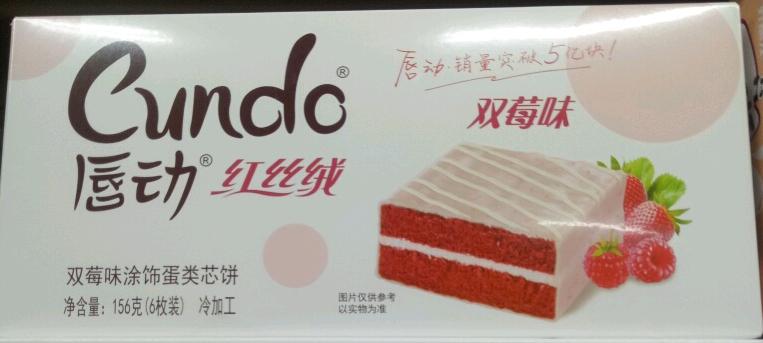 Cundo®
唇动®红丝绒
唇动·销量突破5亿块!
双莓味
双莓味涂饰蛋类芯饼
净含量：156克(6枚装) 冷加工
图片仅供参考
以实物为准